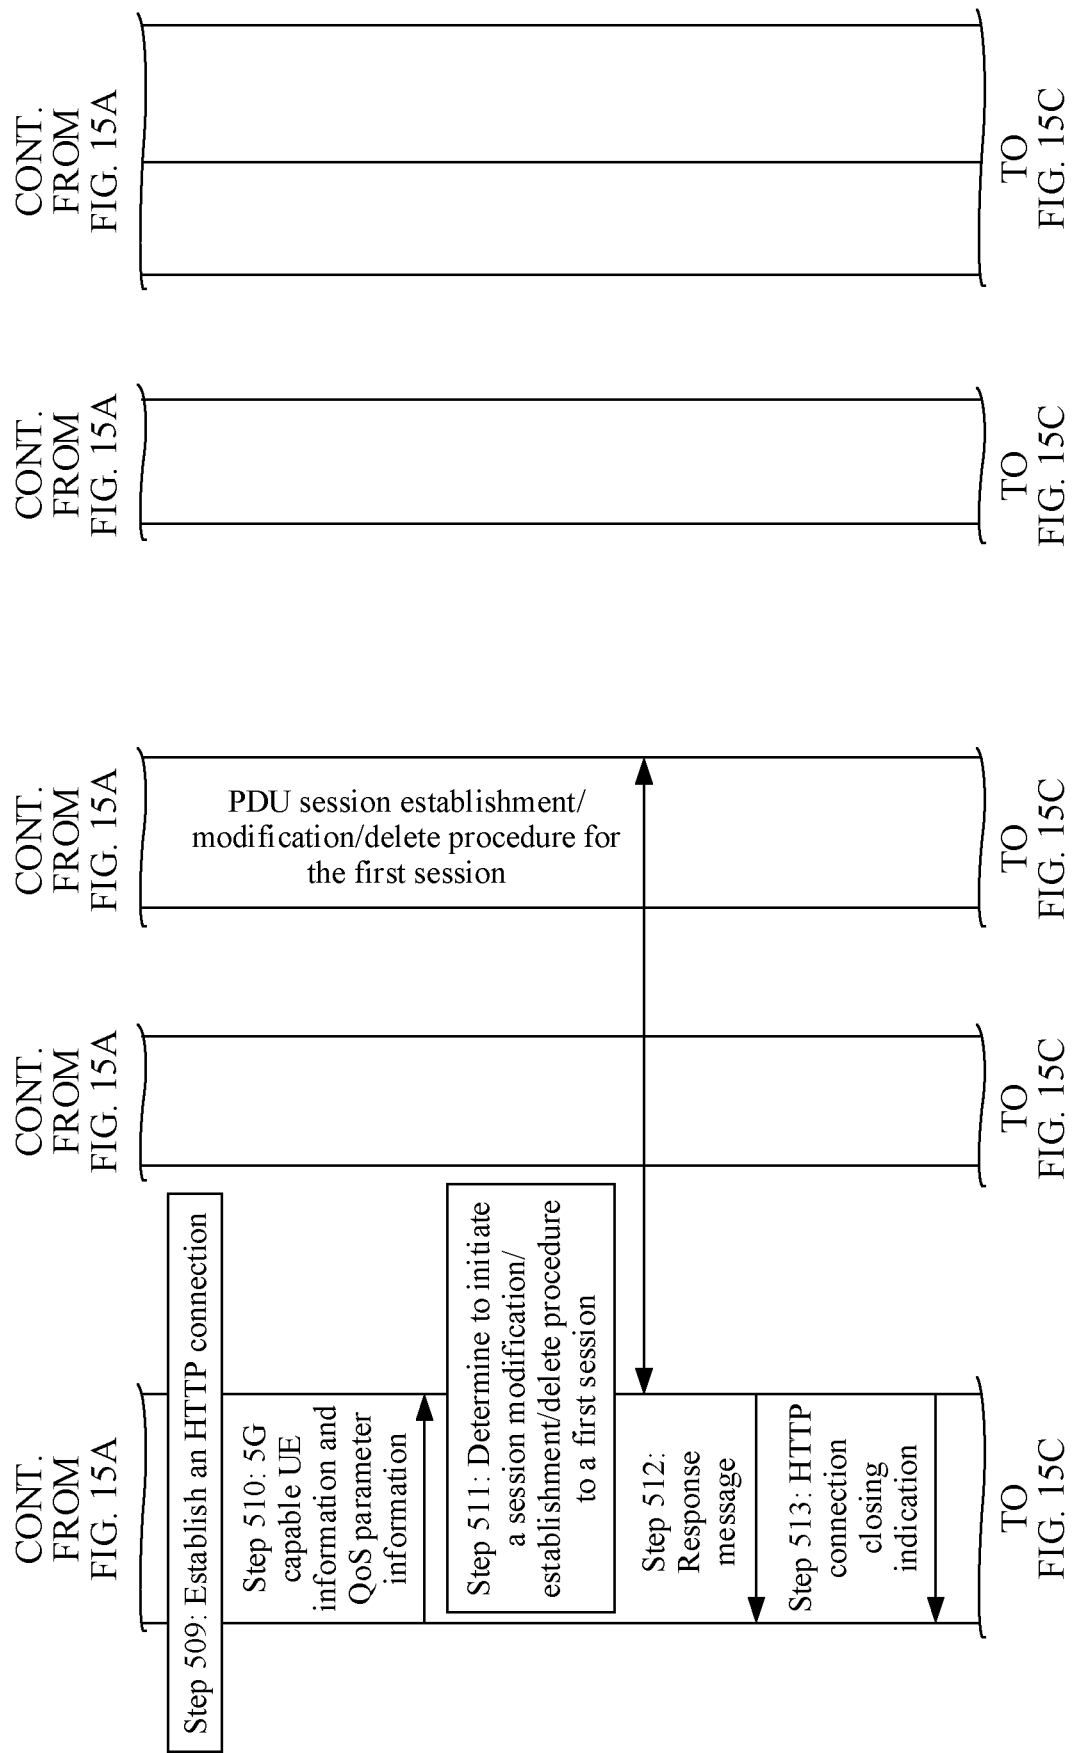 CONT.
FROM
FIG. 15A
CONT.
FROM
FIG. 15A
CONT.
FROM
FIG. 15A
CONT.
FROM
FIG. 15A
CONT.
FROM
FIG. 15A
Step 509: Establish an HTTP connection
Step 510: 5G
capable UE
information and
QoS parameter
information
Step 511: Determine to initiate
a session modification/
establishment/delete procedure
to a first session
PDU session establishment/
modification/delete procedure for
the first session
Step 512:
Response
message
Step 513: HTTP
connection
closing
indication
TO
FIG. 15C
TO
FIG. 15C
TO
FIG. 15C
TO
FIG. 15C
TO
FIG. 15C